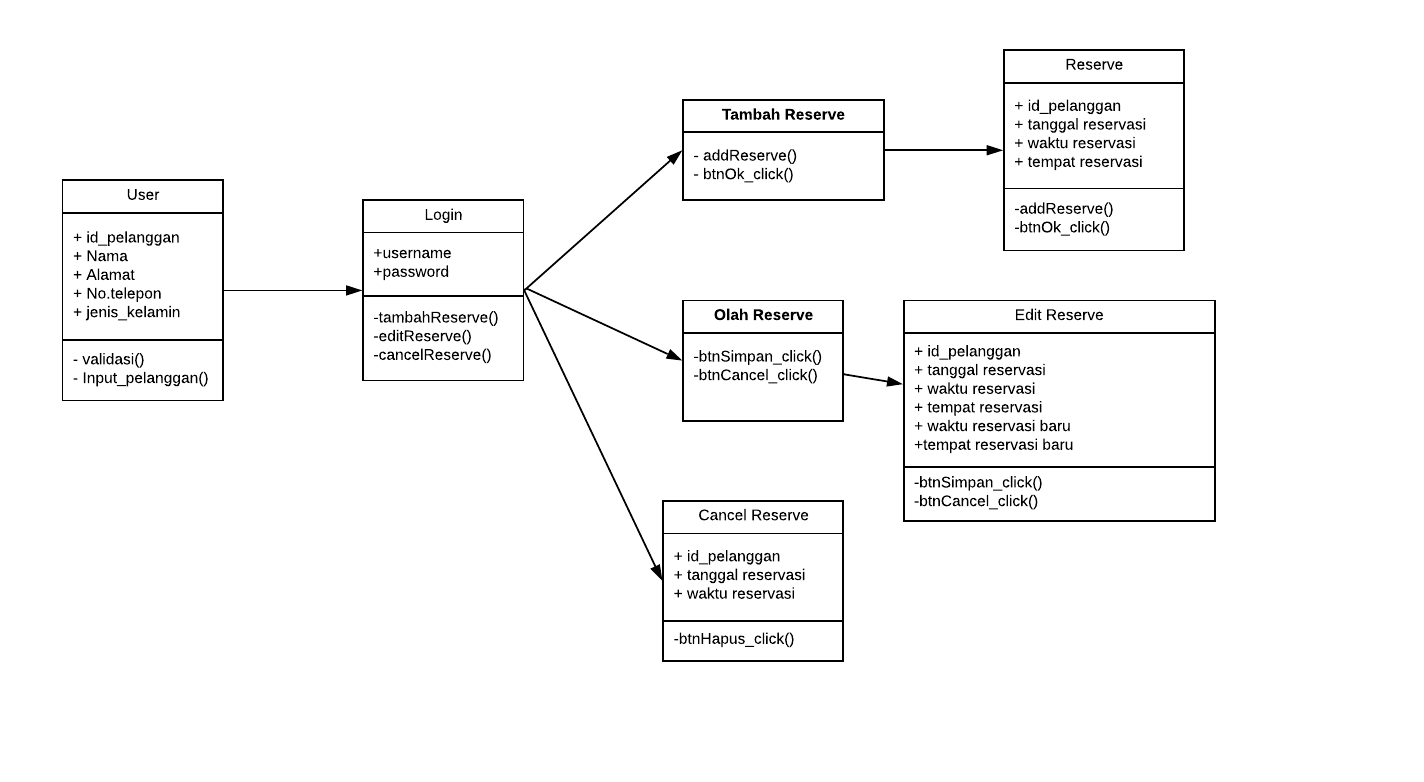 User
+ id_pelanggan
+ Nama
+ Alamat
+ No.telepon
+ jenis_kelamin
- validasi()
- Input_pelanggan()
Login
+username
+password
-tambahReserve()
-editReserve()
-cancelReserve()
Tambah Reserve
- addReserve()
- btnOk_click()
Reserve
+ id_pelanggan
+ tanggal reservasi
+ waktu reservasi
+ tempat reservasi
-addReserve()
-btnOk_click()
Olah Reserve
-btnSimpan_click()
-btnCancel_click()
Edit Reserve
+ id_pelanggan
+ tanggal reservasi
+ waktu reservasi
+ tempat reservasi
+ waktu reservasi baru
+tempat reservasi baru
-btnSimpan_click()
-btnCancel_click()
Cancel Reserve
+ id_pelanggan
+ tanggal reservasi
+ waktu reservasi
-btnHapus_click()